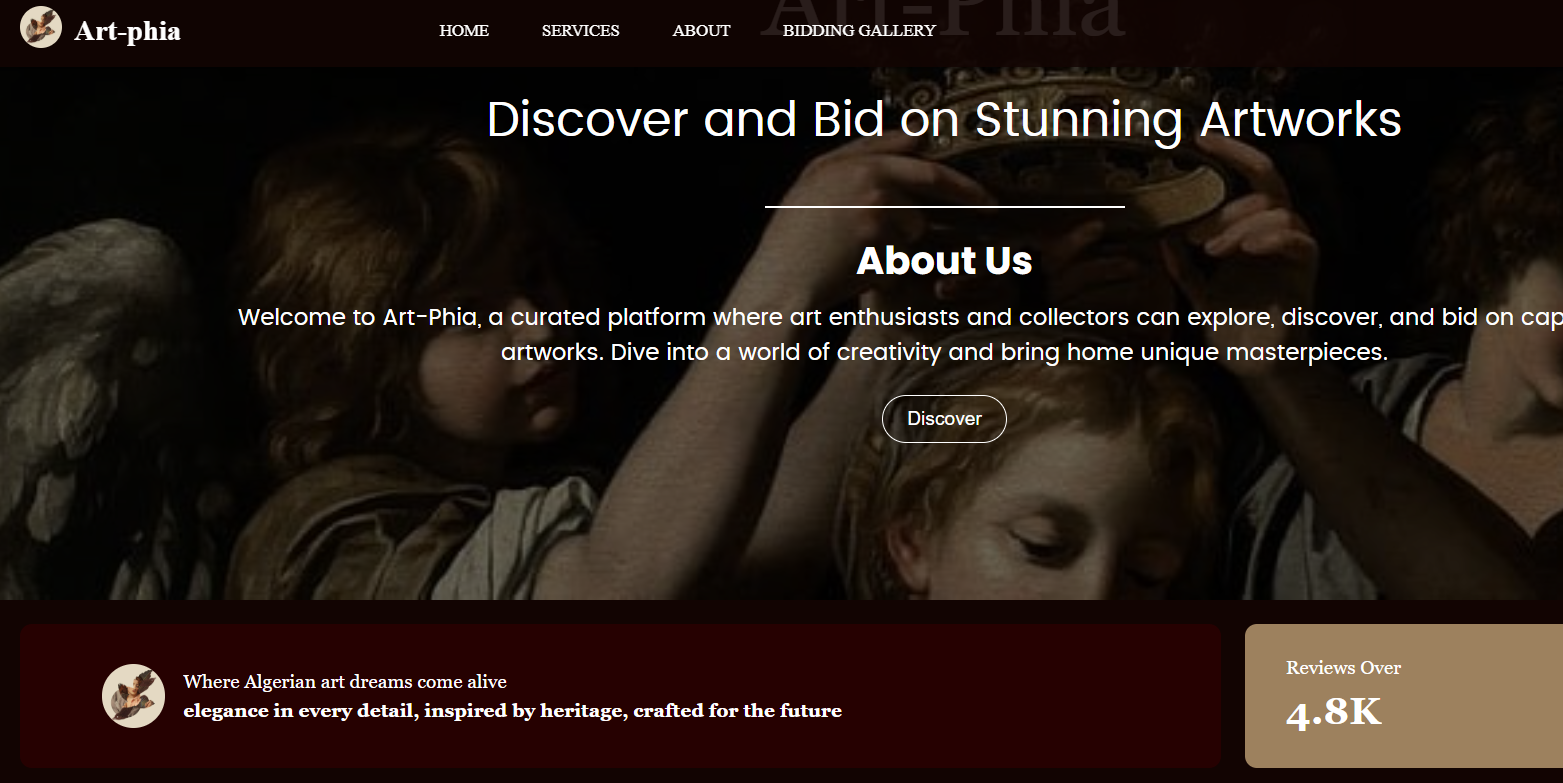 Art-phia
HOME SERVICES ABOUT BIDDING GALLERY
Art-Phia
Discover and Bid on Stunning Artworks
About Us
Welcome to Art-Phia, a curated platform where art enthusiasts and collectors can explore, discover, and bid on cap
artworks. Dive into a world of creativity and bring home unique masterpieces.
Discover
Where Algerian art dreams come alive
elegance in every detail, inspired by heritage, crafted for the future
Reviews Over
4.8K